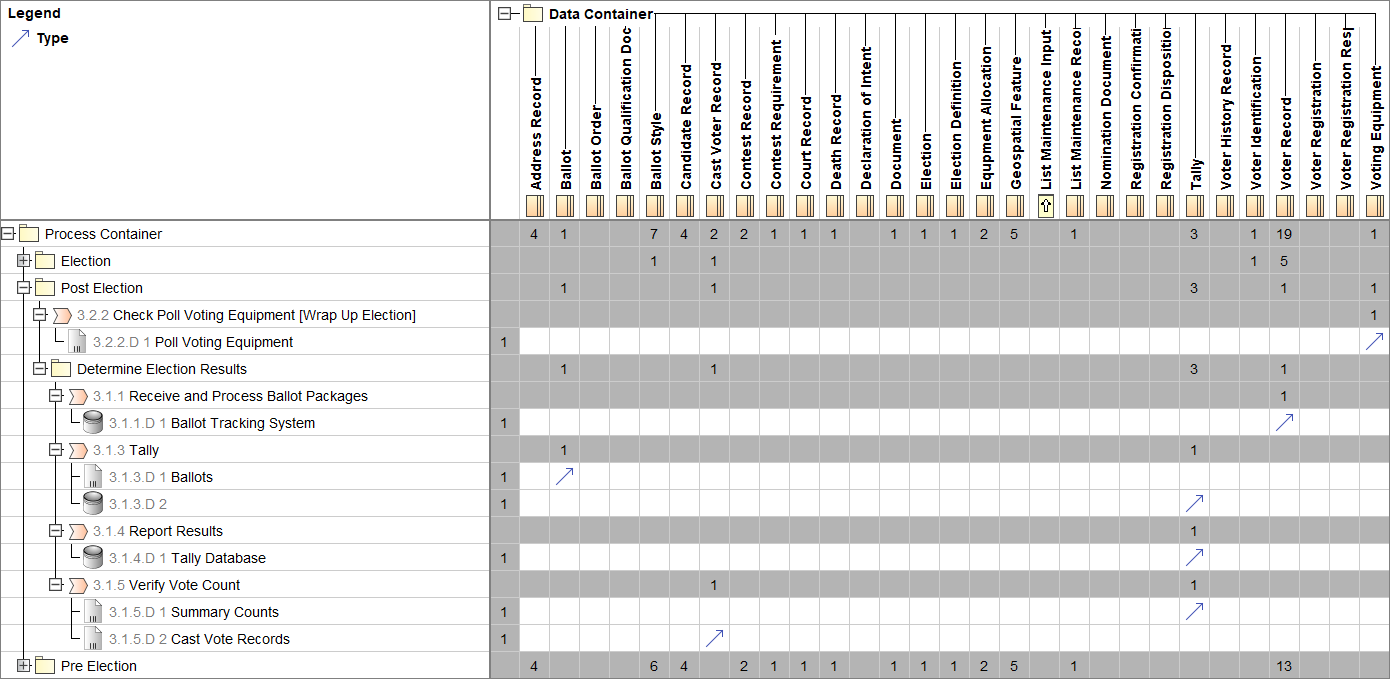 Legend
Type
Data Container
Address Record
Ballot
Ballot Order
Ballot Qualification Doc
Ballot Style
Candidate Record
Cast Voter Record
Contest Record
Contest Requirement
Court Record
Death Record
Declaration of Intent
Document
Election
Election Definition
Equpment Allocation
Geospatial Feature
List Maintenance Input
List Maintenance Reco
Nomination Document
Registration Confirmati
Registration Dispositio
Tally
Voter History Record
Voter Identification
Voter Record
Voter Registration
Voter Registration Resp
Voting Equipment
Process Container 4 1 7 4 2 2 1 1 1 1 1 1 2 5 1 3 1 19 1
Election 1 1 1 5
Post Election 1 1 3 1 1
3.2.2 Check Poll Voting Equipment [Wrap Up Election] 1
3.2.2.D 1 Poll Voting Equipment 1
Determine Election Results 1 1 3 1
3.1.1 Receive and Process Ballot Packages 1
3.1.1.D 1 Ballot Tracking System 1
3.1.3 Tally 1 1
3.1.3.D 1 Ballots 1
3.1.3.D 2 1
3.1.4 Report Results 1
3.1.4.D 1 Tally Database 1
3.1.5 Verify Vote Count 1 1
3.1.5.D 1 Summary Counts 1
3.1.5.D 2 Cast Vote Records 1
Pre Election 4 6 4 2 1 1 1 1 1 1 2 5 1 13